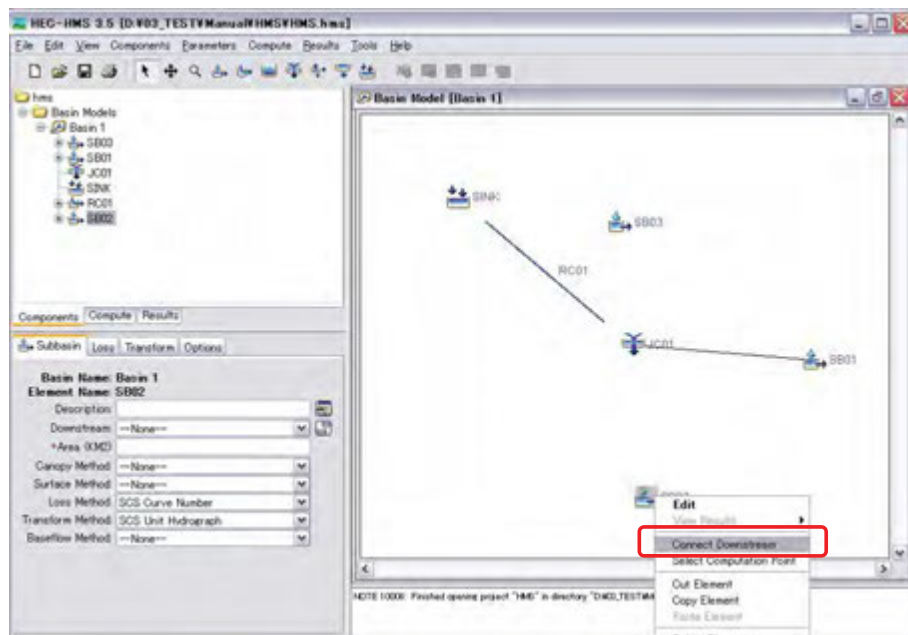 HEC-HMS 3.5 [D:¥03_TEST¥Manual¥HMS¥HMS.hms]
File Edit View Components Parameters Compute Results Tools Help
hms
Basin Models
Basin 1
SB03
SB01
JC01
SINK
RC01
SB02
Components Compute Results
Subbasin Loss Transform Options
Basin Name: Basin 1
Element Name: SB02
Description:
Downstream: --None--
*Area (KM2)
Canopy Method: --None--
Surface Method: --None--
Loss Method: SCS Curve Number
Transform Method: SCS Unit Hydrograph
Baseflow Method: --None--
Basin Model [Basin 1]
SINK
SB03
RC01
JC01
SB01
Edit
View Results
Connect Downstream
Select Computation Point
Cut Element
Copy Element
Paste Element
NOTE 10008: Finished opening project "HMS" in directory